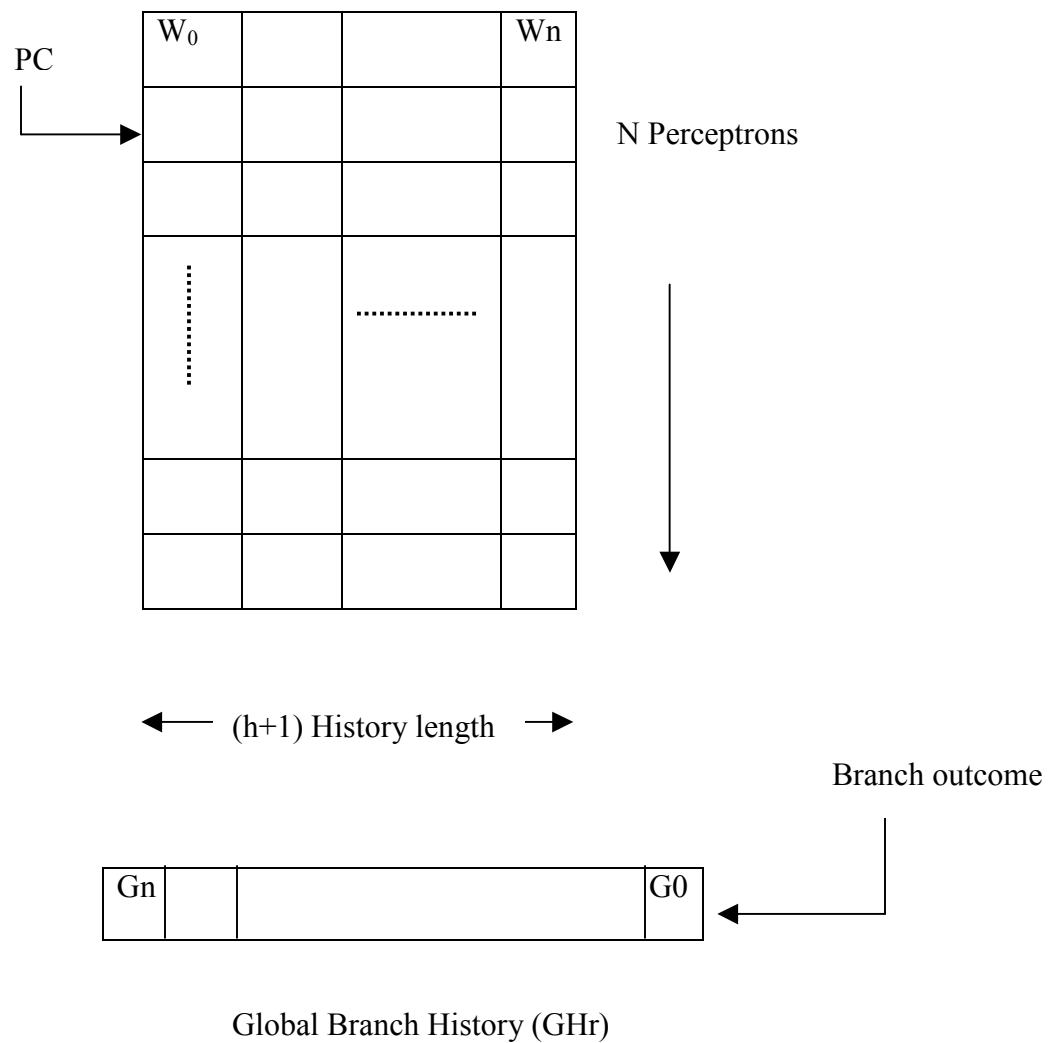 W₀
Wn
PC
N Perceptrons
(h+1) History length
Branch outcome
Gn
G0
Global Branch History (GHr)